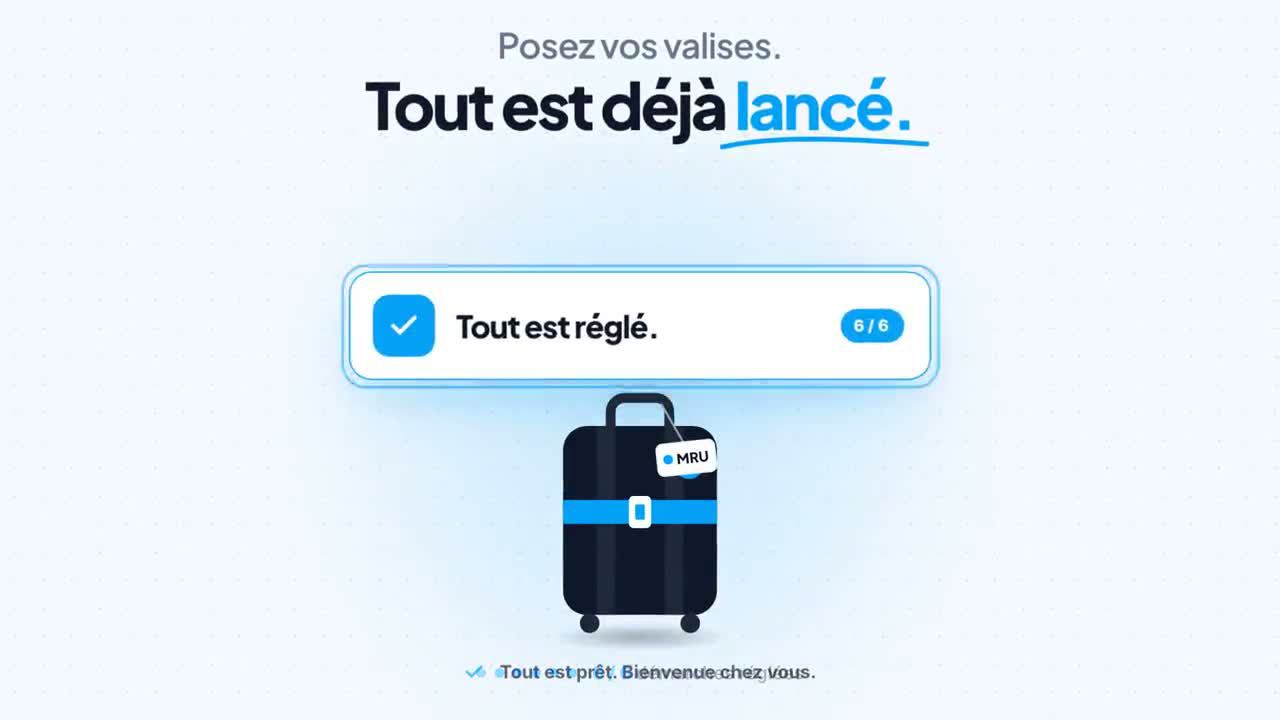 Posez vos valises.
Tout est déjà lancé.
Tout est réglé.
6 / 6
MRU
Tout est prêt. Bienvenue chez vous.